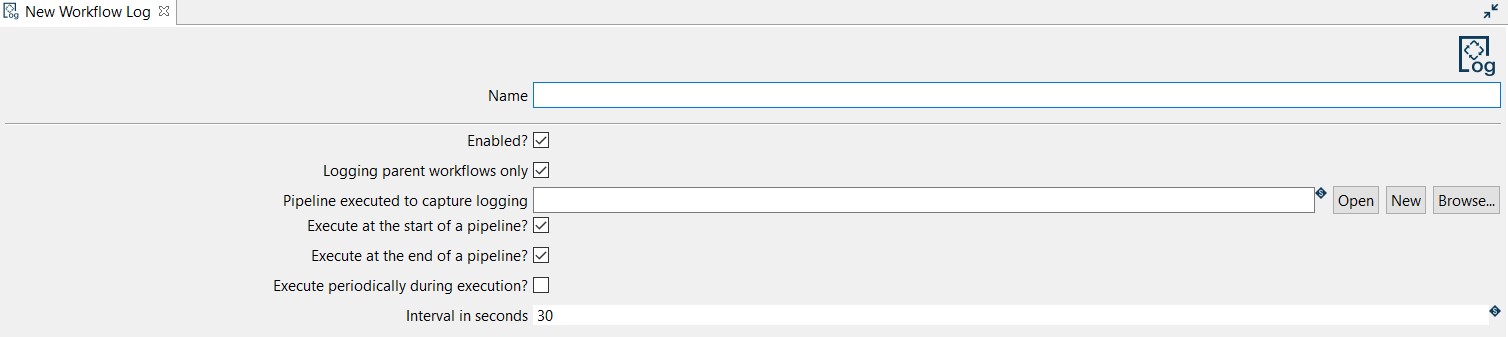 New Workflow Log
Log
Name
Enabled?
Logging parent workflows only
Pipeline executed to capture logging Open New Browse...
Execute at the start of a pipeline?
Execute at the end of a pipeline?
Execute periodically during execution?
Interval in seconds 30